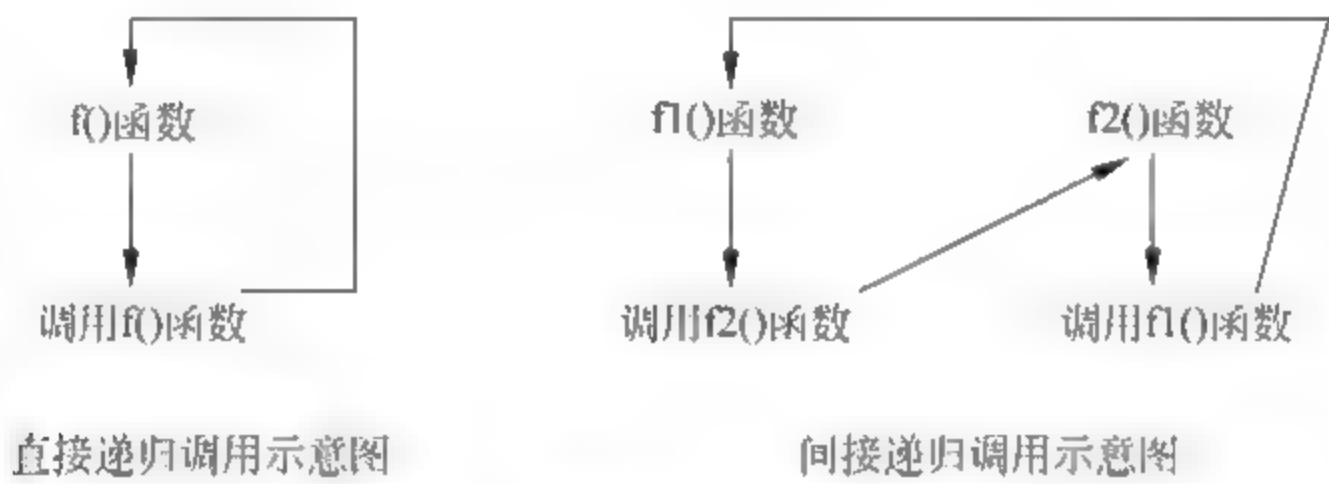 f()函数
f1()函数
f2()函数
调用f()函数
调用f2()函数
调用f1()函数
直接递归调用示意图
间接递归调用示意图